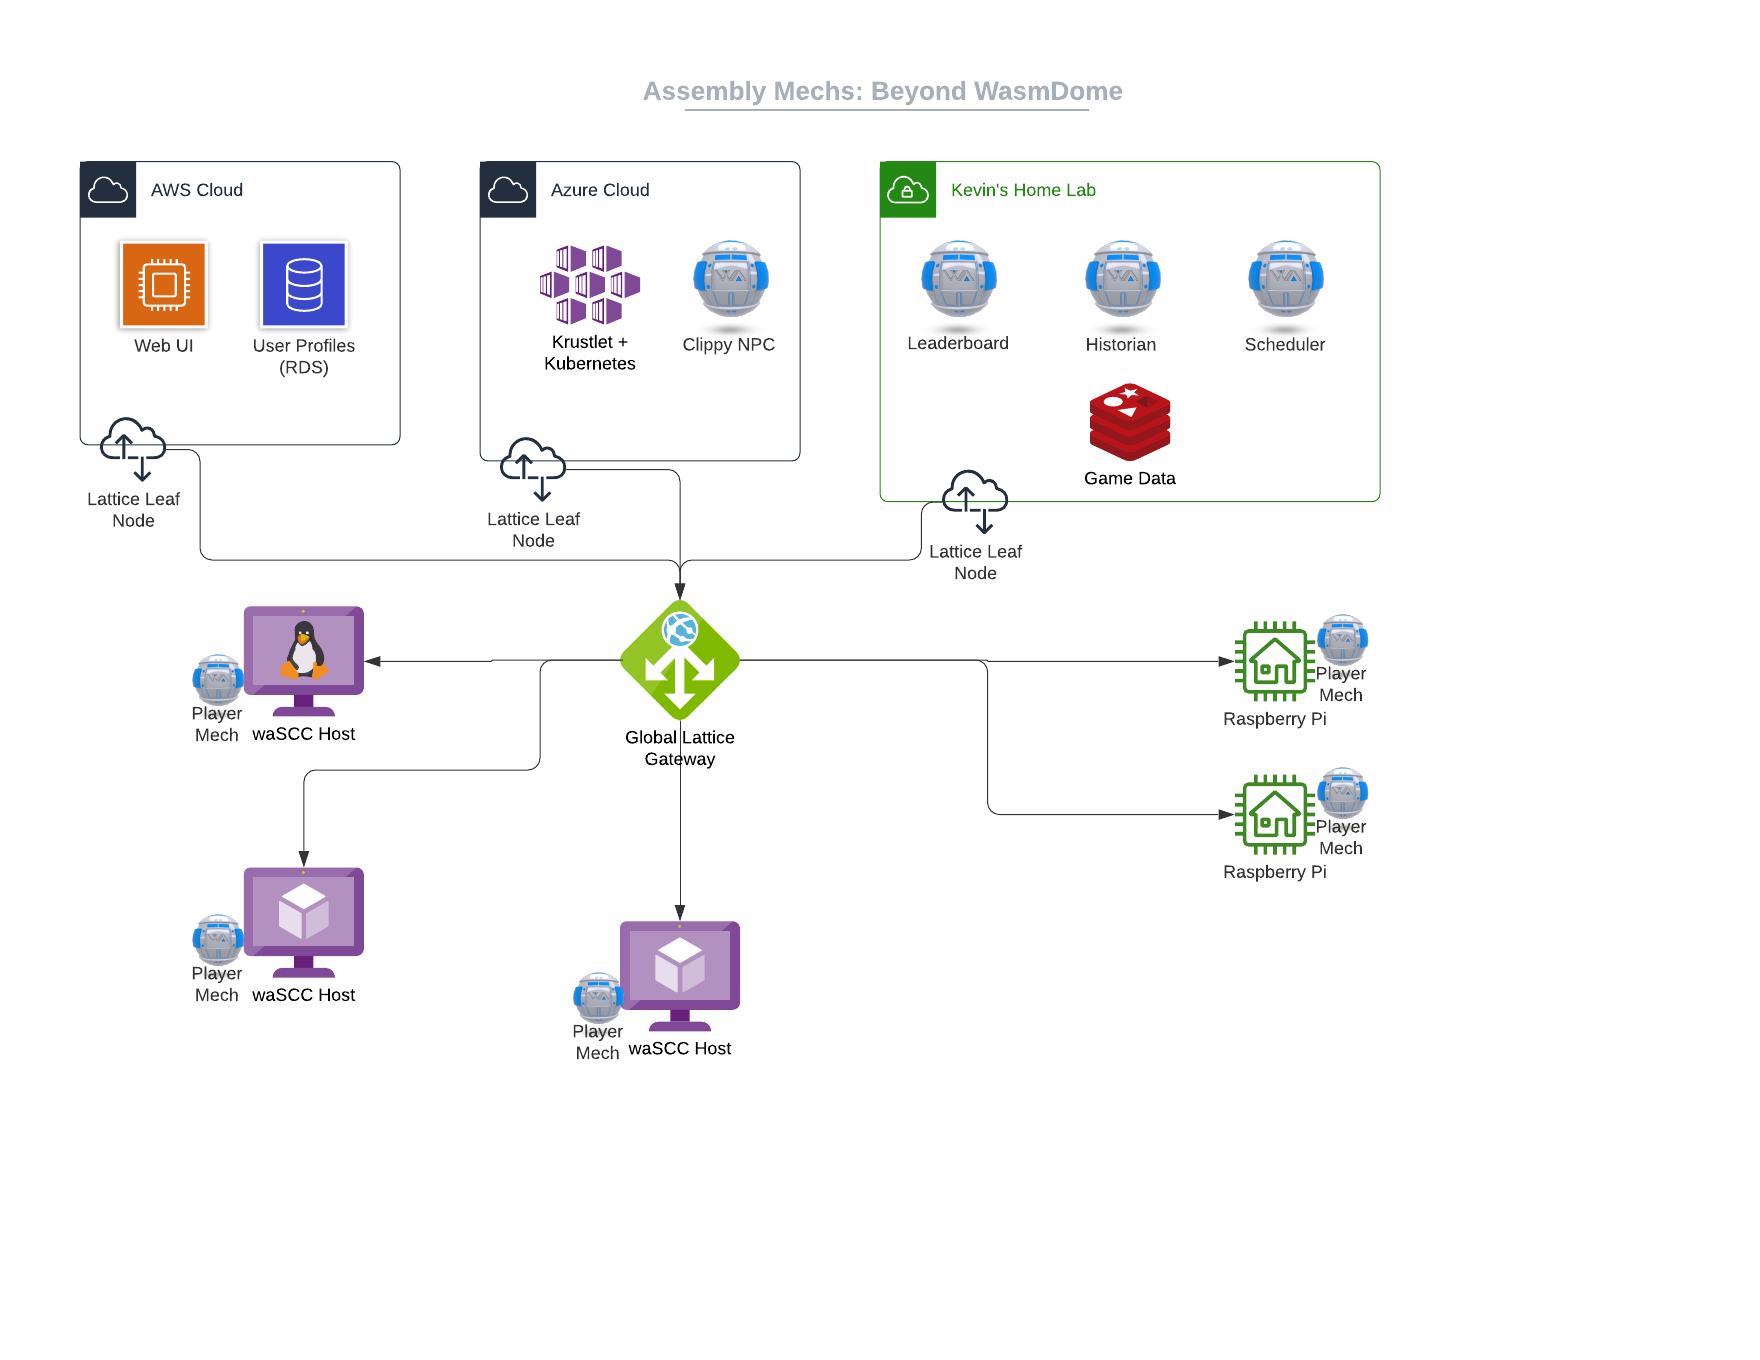 Assembly Mechs: Beyond WasmDome
AWS Cloud
Web UI
User Profiles
(RDS)
Lattice Leaf
Node
Azure Cloud
Krustlet +
Kubernetes
Clippy NPC
Lattice Leaf
Node
Kevin's Home Lab
Leaderboard
Historian
Scheduler
Game Data
Lattice Leaf
Node
Player
Mech
waSCC Host
Global Lattice
Gateway
Player
Mech
Raspberry Pi
Player
Mech
Raspberry Pi
Player
Mech
waSCC Host
Player
Mech
waSCC Host